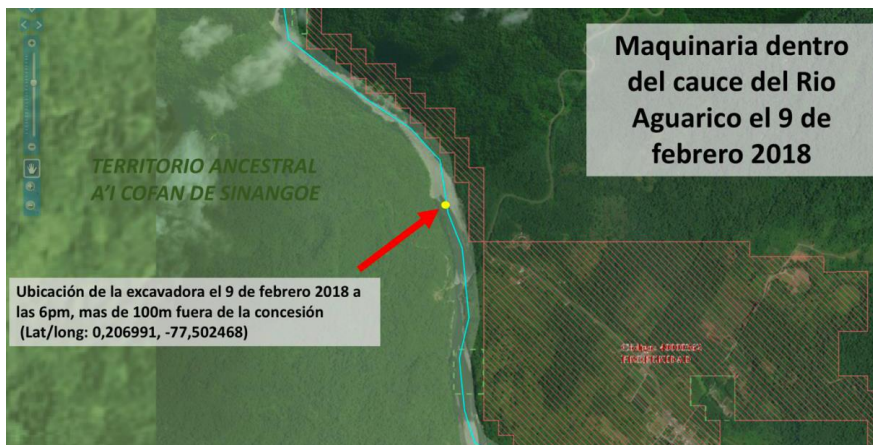 Maquinaria dentro
del cauce del Rio
Aguarico el 9 de
febrero 2018
TERRITORIO ANCESTRAL
A'I COFAN DE SINANGOE
Ubicación de la excavadora el 9 de febrero 2018 a
las 6pm, mas de 100m fuera de la concesión
(Lat/long: 0,206991, -77,502468)